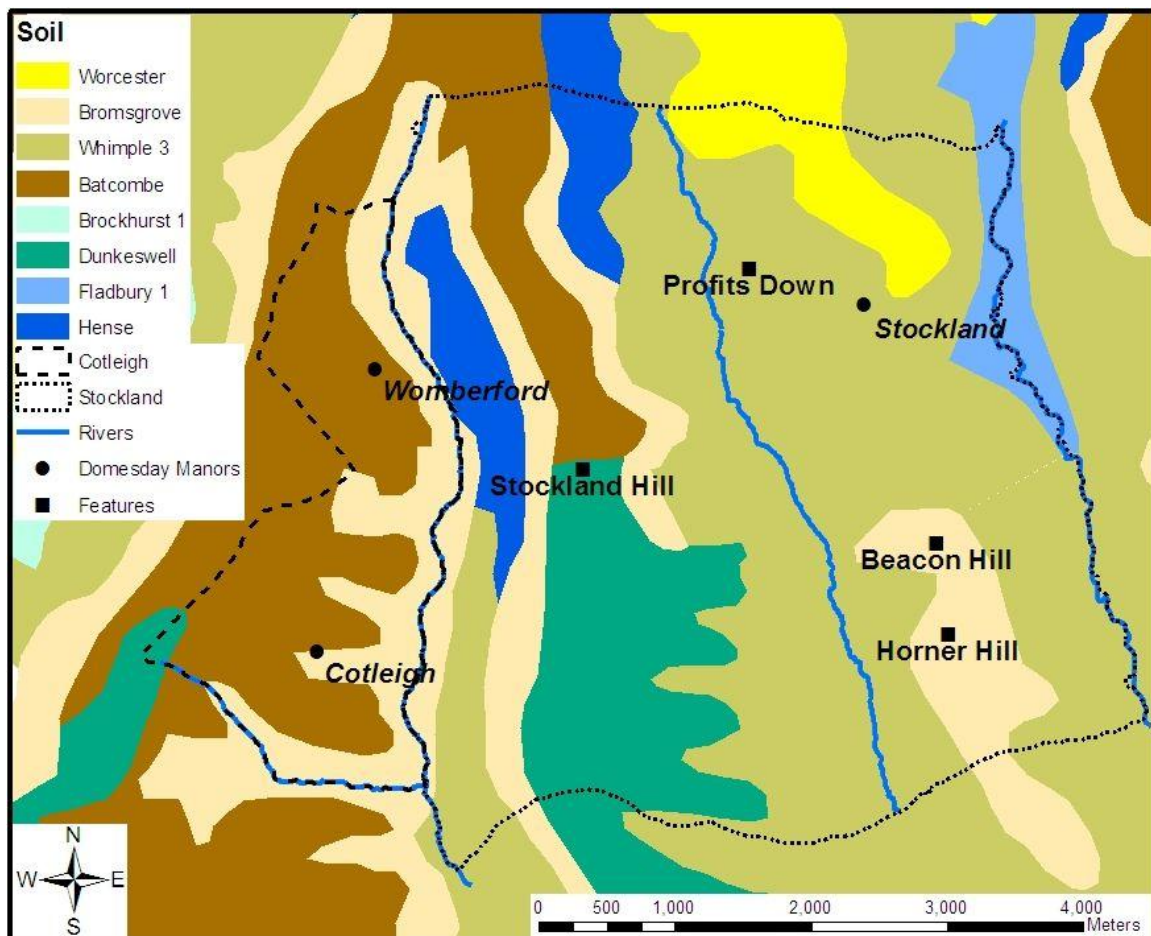 Soil
Worcester
Bromsgrove
Whimple 3
Batcombe
Brockhurst 1
Dunkeswell
Fladbury 1
Hense
Cotleigh
Stockland
Rivers
Domesday Manors
Features
Profits Down
Stockland
Womberford
Stockland Hill
Beacon Hill
Horner Hill
Cotleigh
N
W E
S
0 500 1,000 2,000 3,000 4,000
Meters